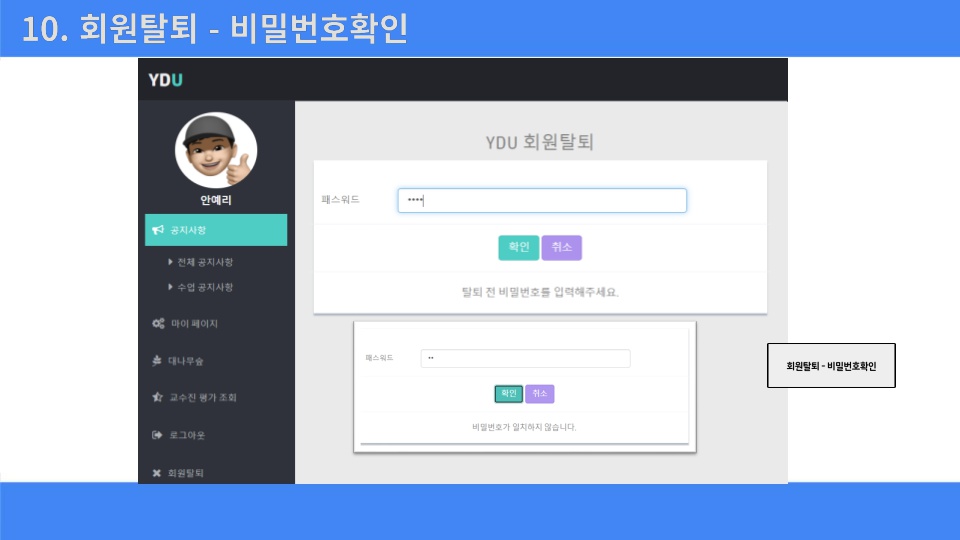 10. 회원탈퇴 - 비밀번호확인
YDU
안예리
공지사항
전체 공지사항
수업 공지사항
마이 페이지
대나무숲
교수진 평가 조회
로그아웃
회원탈퇴
YDU 회원탈퇴
패스워드
확인 취소
탈퇴 전 비밀번호를 입력해주세요.
패스워드
확인 취소
비밀번호가 일치하지 않습니다.
회원탈퇴 - 비밀번호확인